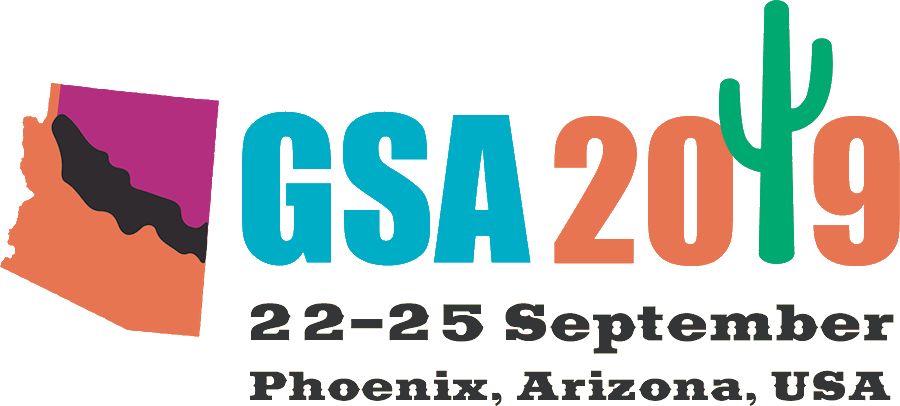 GSA 2019
22–25 September
Phoenix, Arizona, USA